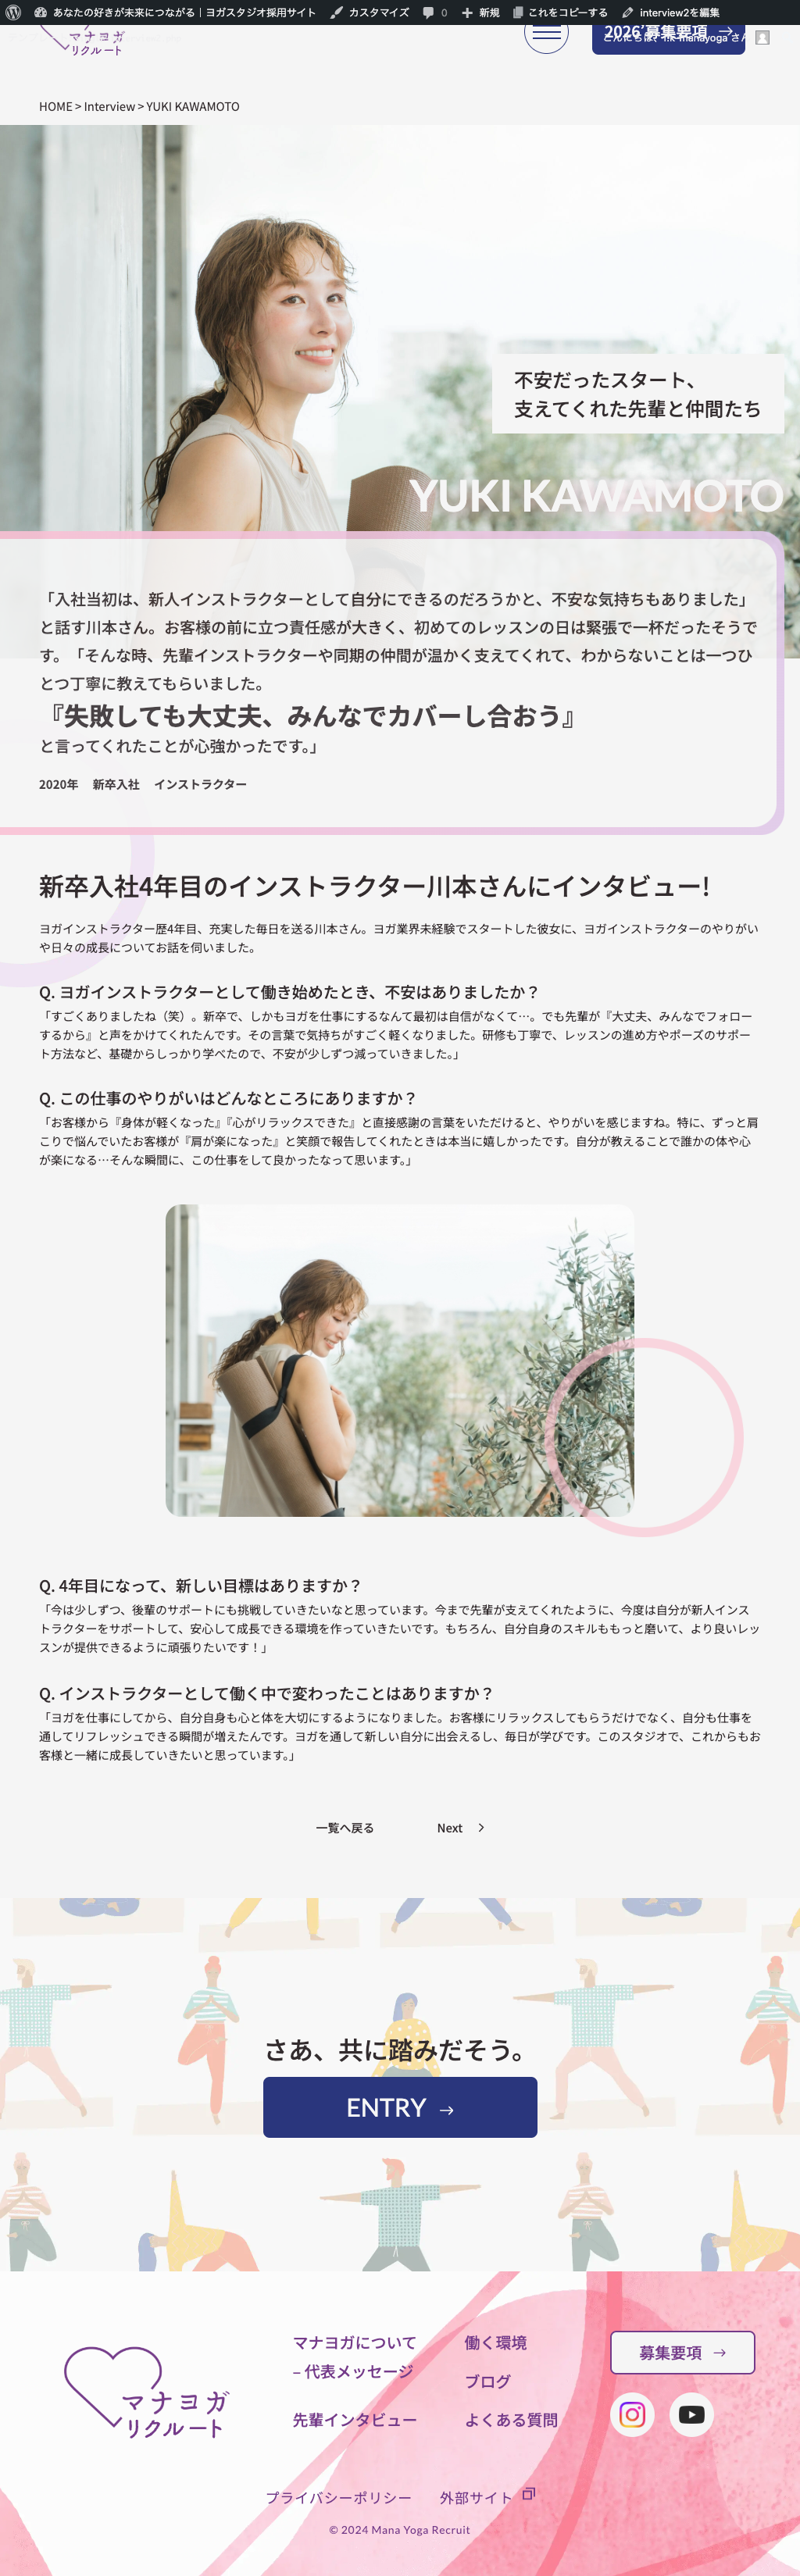 あなたの好きが未来につながる｜ヨガスタジオ採用サイト カスタマイズ 0 新規 これをコピーする interview2を編集
マナヨガ
リクルート
2026’募集要項 →
HOME > Interview > YUKI KAWAMOTO
不安だったスタート、
支えてくれた先輩と仲間たち
YUKI KAWAMOTO
「入社当初は、新人インストラクターとして自分にできるのだろうかと、不安な気持ちもありました」
と話す川本さん。お客様の前に立つ責任感が大きく、初めてのレッスンの日は緊張で一杯だったそうで
す。「そんな時、先輩インストラクターや同期の仲間が温かく支えてくれて、わからないことは一つひ
とつ丁寧に教えてもらいました。
『失敗しても大丈夫、みんなでカバーし合おう』
と言ってくれたことが心強かったです。」
2020年 新卒入社 インストラクター
新卒入社4年目のインストラクター川本さんにインタビュー!
ヨガインストラクター歴4年目、充実した毎日を送る川本さん。ヨガ業界未経験でスタートした彼女に、ヨガインストラクターのやりがい
や日々の成長についてお話を伺いました。
Q. ヨガインストラクターとして働き始めたとき、不安はありましたか？
「すごくありましたね（笑）。新卒で、しかもヨガを仕事にするなんて最初は自信がなくて…。でも先輩が『大丈夫、みんなでフォロー
するから』と声をかけてくれたんです。その言葉で気持ちがすごく軽くなりました。研修も丁寧で、レッスンの進め方やポーズのサポー
ト方法など、基礎からしっかり学べたので、不安が少しずつ減っていきました。」
Q. この仕事のやりがいはどんなところにありますか？
「お客様から『身体が軽くなった』『心がリラックスできた』と直接感謝の言葉をいただけると、やりがいを感じますね。特に、ずっと肩
こりで悩んでいたお客様が『肩が楽になった』と笑顔で報告してくれたときは本当に嬉しかったです。自分が教えることで誰かの体や心
が楽になる…そんな瞬間に、この仕事をして良かったなって思います。」
Q. 4年目になって、新しい目標はありますか？
「今は少しずつ、後輩のサポートにも挑戦していきたいなと思っています。今まで先輩が支えてくれたように、今度は自分が新人インス
トラクターをサポートして、安心して成長できる環境を作っていきたいです。もちろん、自分自身のスキルももっと磨いて、より良いレッ
スンが提供できるように頑張りたいです！」
Q. インストラクターとして働く中で変わったことはありますか？
「ヨガを仕事にしてから、自分自身も心と体を大切にするようになりました。お客様にリラックスしてもらうだけでなく、自分も仕事を
通してリフレッシュできる瞬間が増えたんです。ヨガを通して新しい自分に出会えるし、毎日が学びです。このスタジオで、これからもお
客様と一緒に成長していきたいと思っています。」
一覧へ戻る Next
さあ、共に踏みだそう。
ENTRY →
マナヨガ
リクルート
マナヨガについて
– 代表メッセージ
先輩インタビュー
働く環境
ブログ
よくある質問
募集要項 →
プライバシーポリシー 外部サイト
© 2024 Mana Yoga Recruit